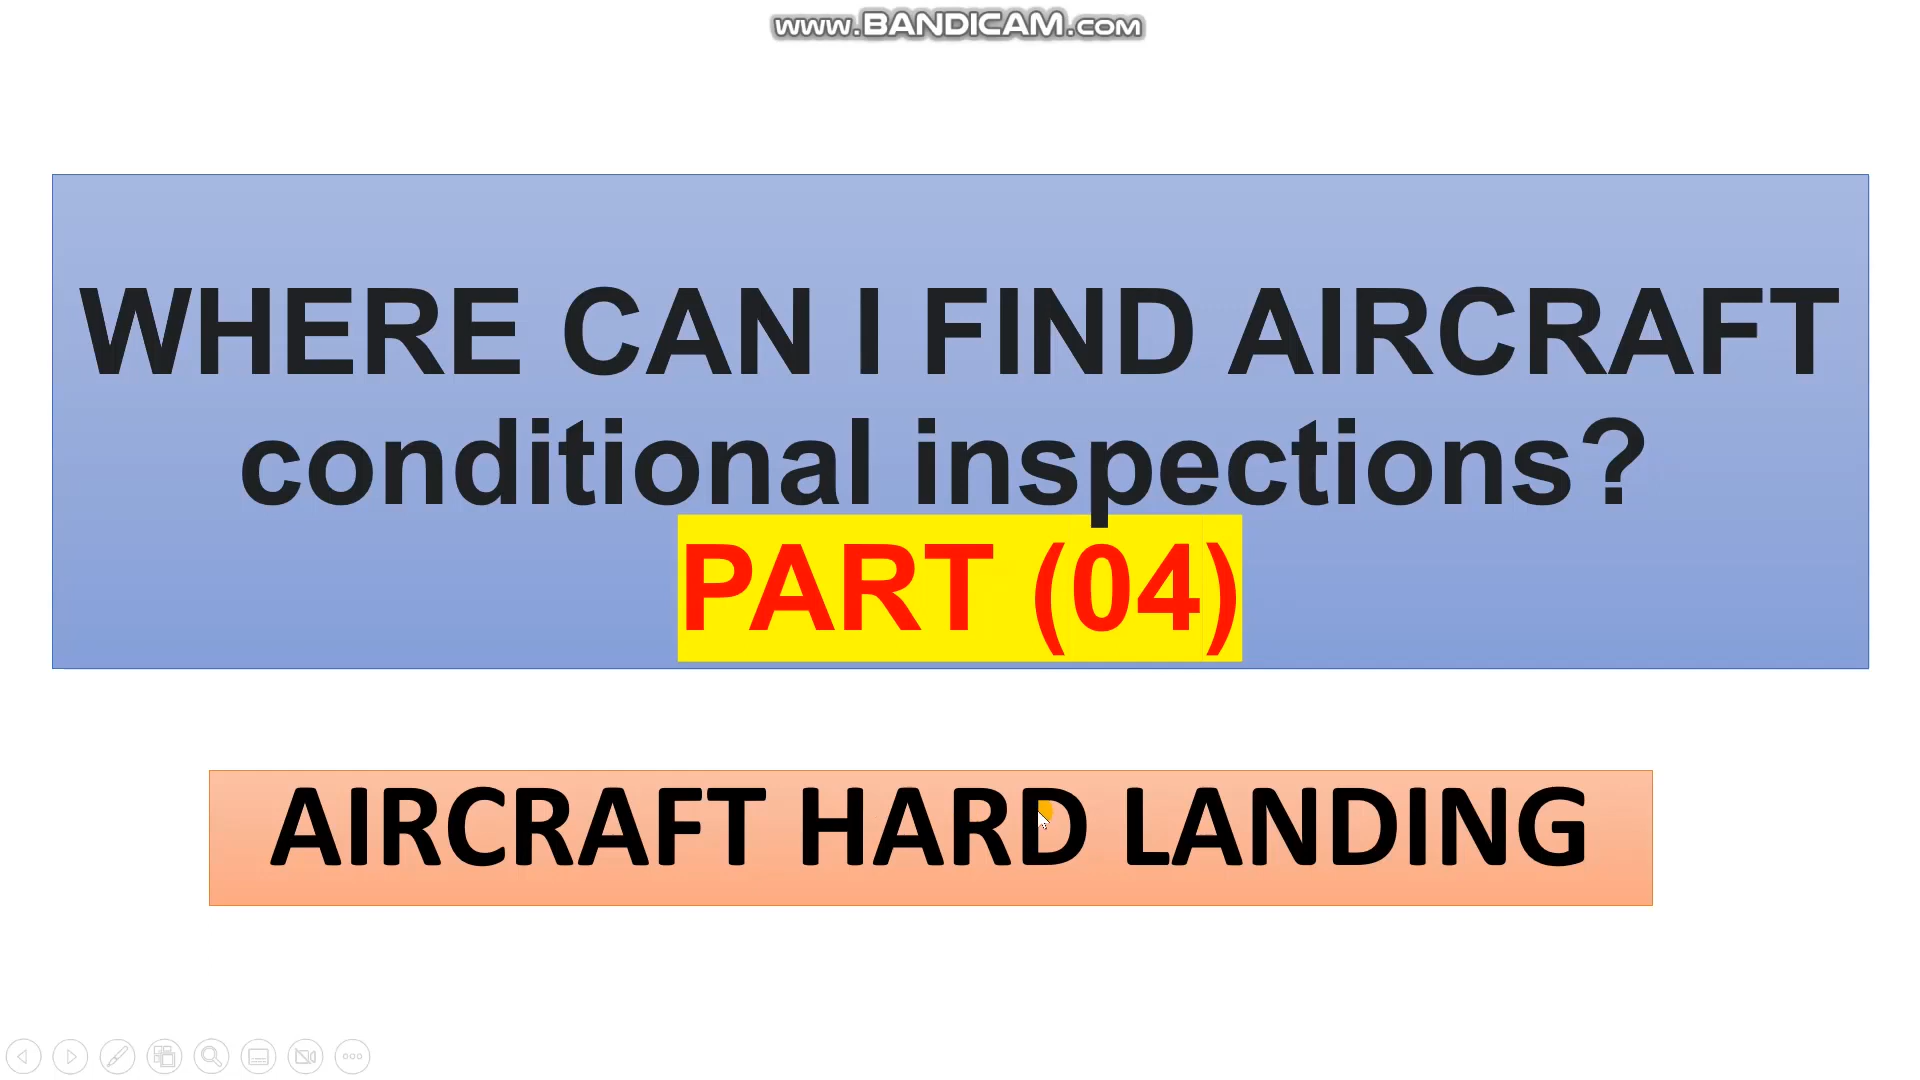 www.BANDICAM.com
WHERE CAN I FIND AIRCRAFT
conditional inspections?
PART (04)
AIRCRAFT HARD LANDING